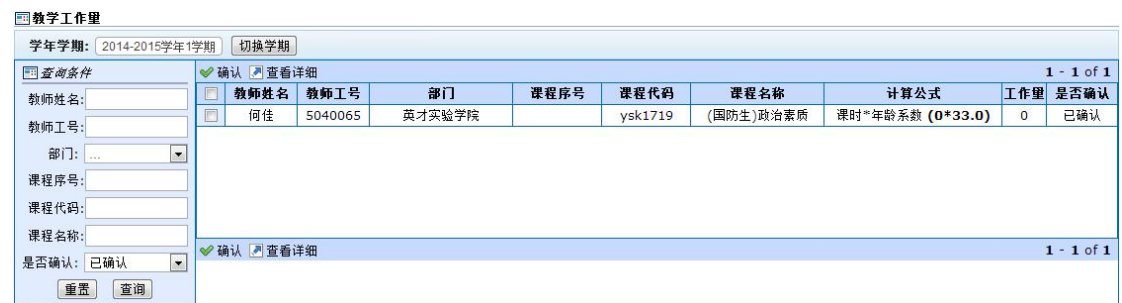 教学工作量
学年学期: 2014-2015学年1学期 切换学期
查询条件
教师姓名:
教师工号:
部门: ...
课程序号:
课程代码:
课程名称:
是否确认: 已确认
重置 查询
确认 查看详细 1 - 1 of 1
教师姓名 教师工号 部门 课程序号 课程代码 课程名称 计算公式 工作量 是否确认
何佳 5040065 英才实验学院 ysk1719 (国防生)政治素质 课时*年龄系数 (0*33.0) 0 已确认
确认 查看详细 1 - 1 of 1